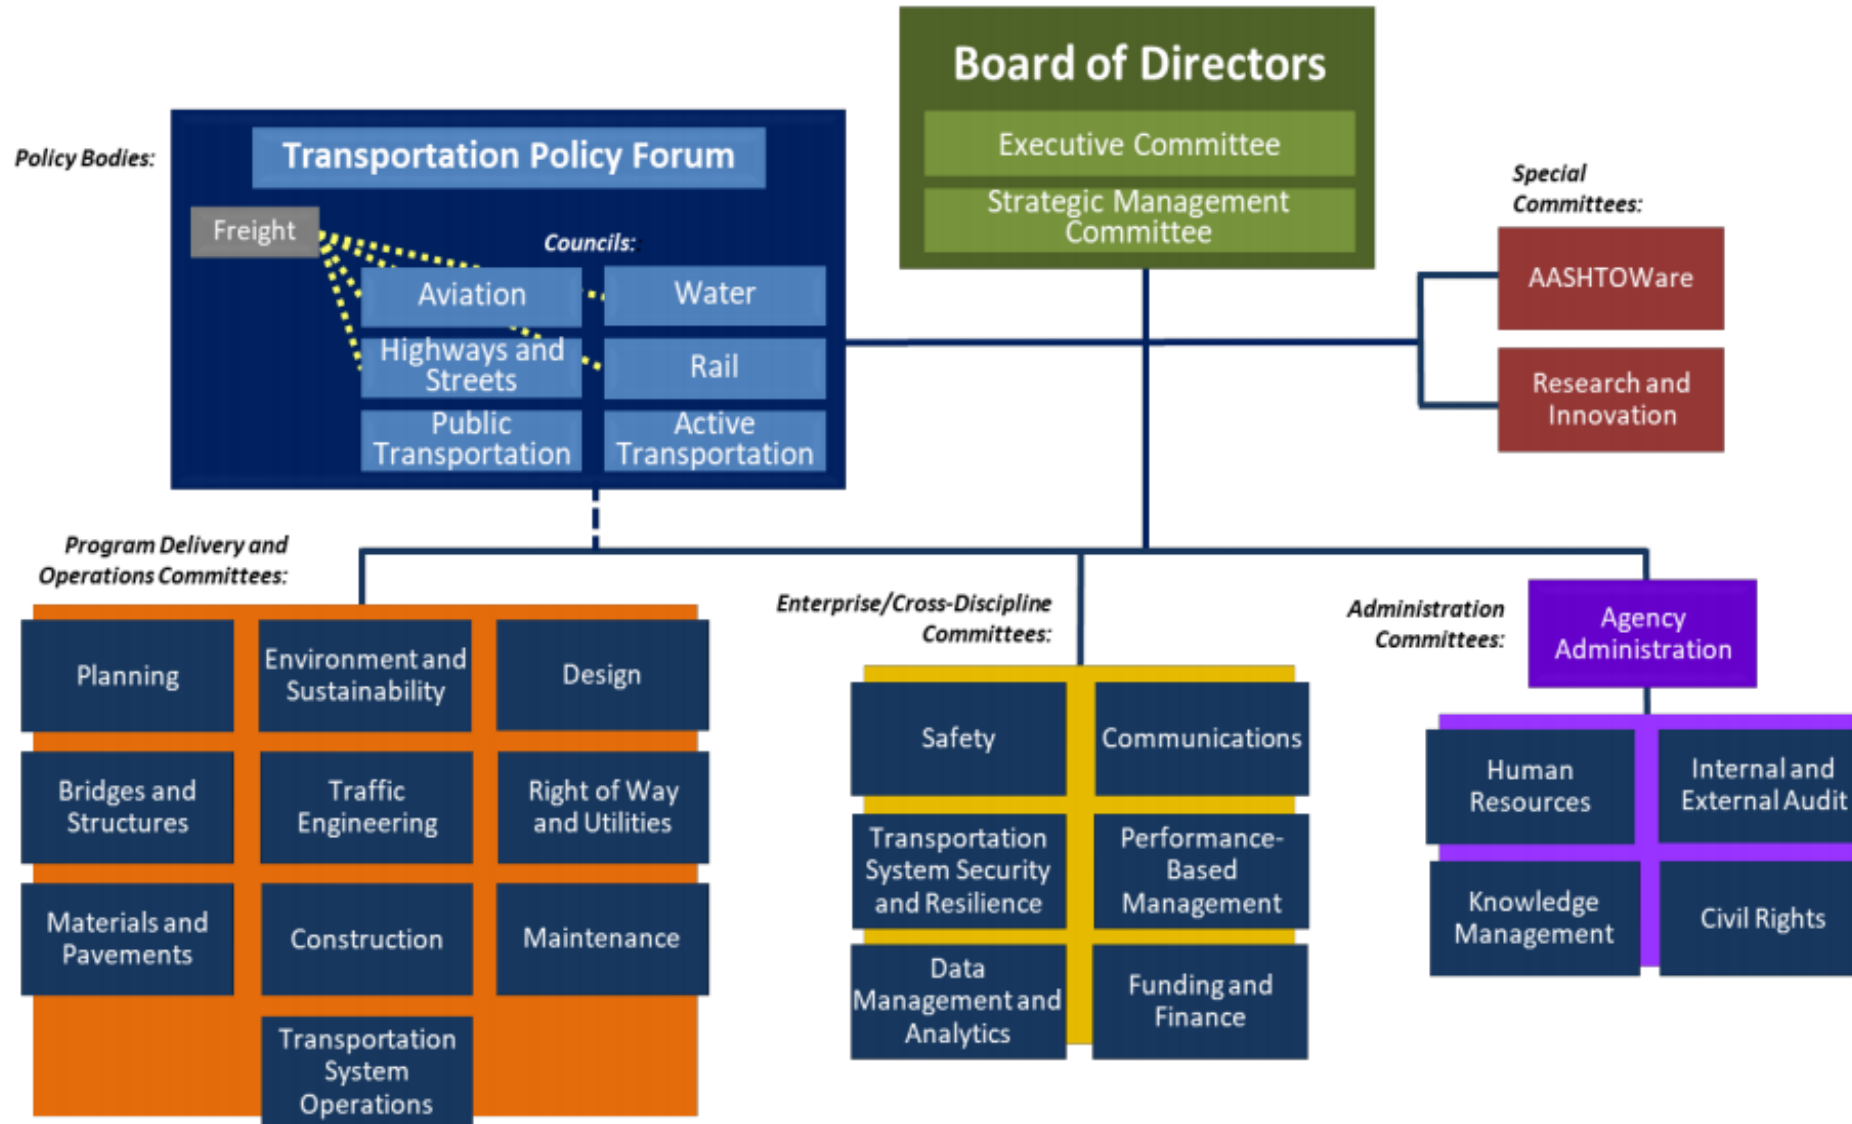 Board of Directors
Executive Committee
Strategic Management
Committee
Policy Bodies:
Transportation Policy Forum
Freight
Councils:
Aviation
Water
Highways and
Streets
Rail
Public
Transportation
Active
Transportation
Special
Committees:
AASHTOWare
Research and
Innovation
Program Delivery and
Operations Committees:
Planning
Environment and
Sustainability
Design
Bridges and
Structures
Traffic
Engineering
Right of Way
and Utilities
Materials and
Pavements
Construction
Maintenance
Transportation
System
Operations
Enterprise/Cross-Discipline
Committees:
Safety
Communications
Transportation
System Security
and Resilience
Performance-
Based
Management
Data
Management and
Analytics
Funding and
Finance
Administration
Committees:
Agency
Administration
Human
Resources
Internal and
External Audit
Knowledge
Management
Civil Rights